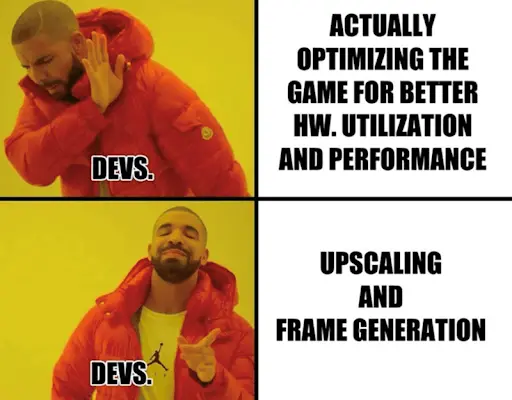 ACTUALLY
OPTIMIZING THE
GAME FOR BETTER
HW. UTILIZATION
AND PERFORMANCE
DEVS.
UPSCALING
AND
FRAME GENERATION
DEVS.